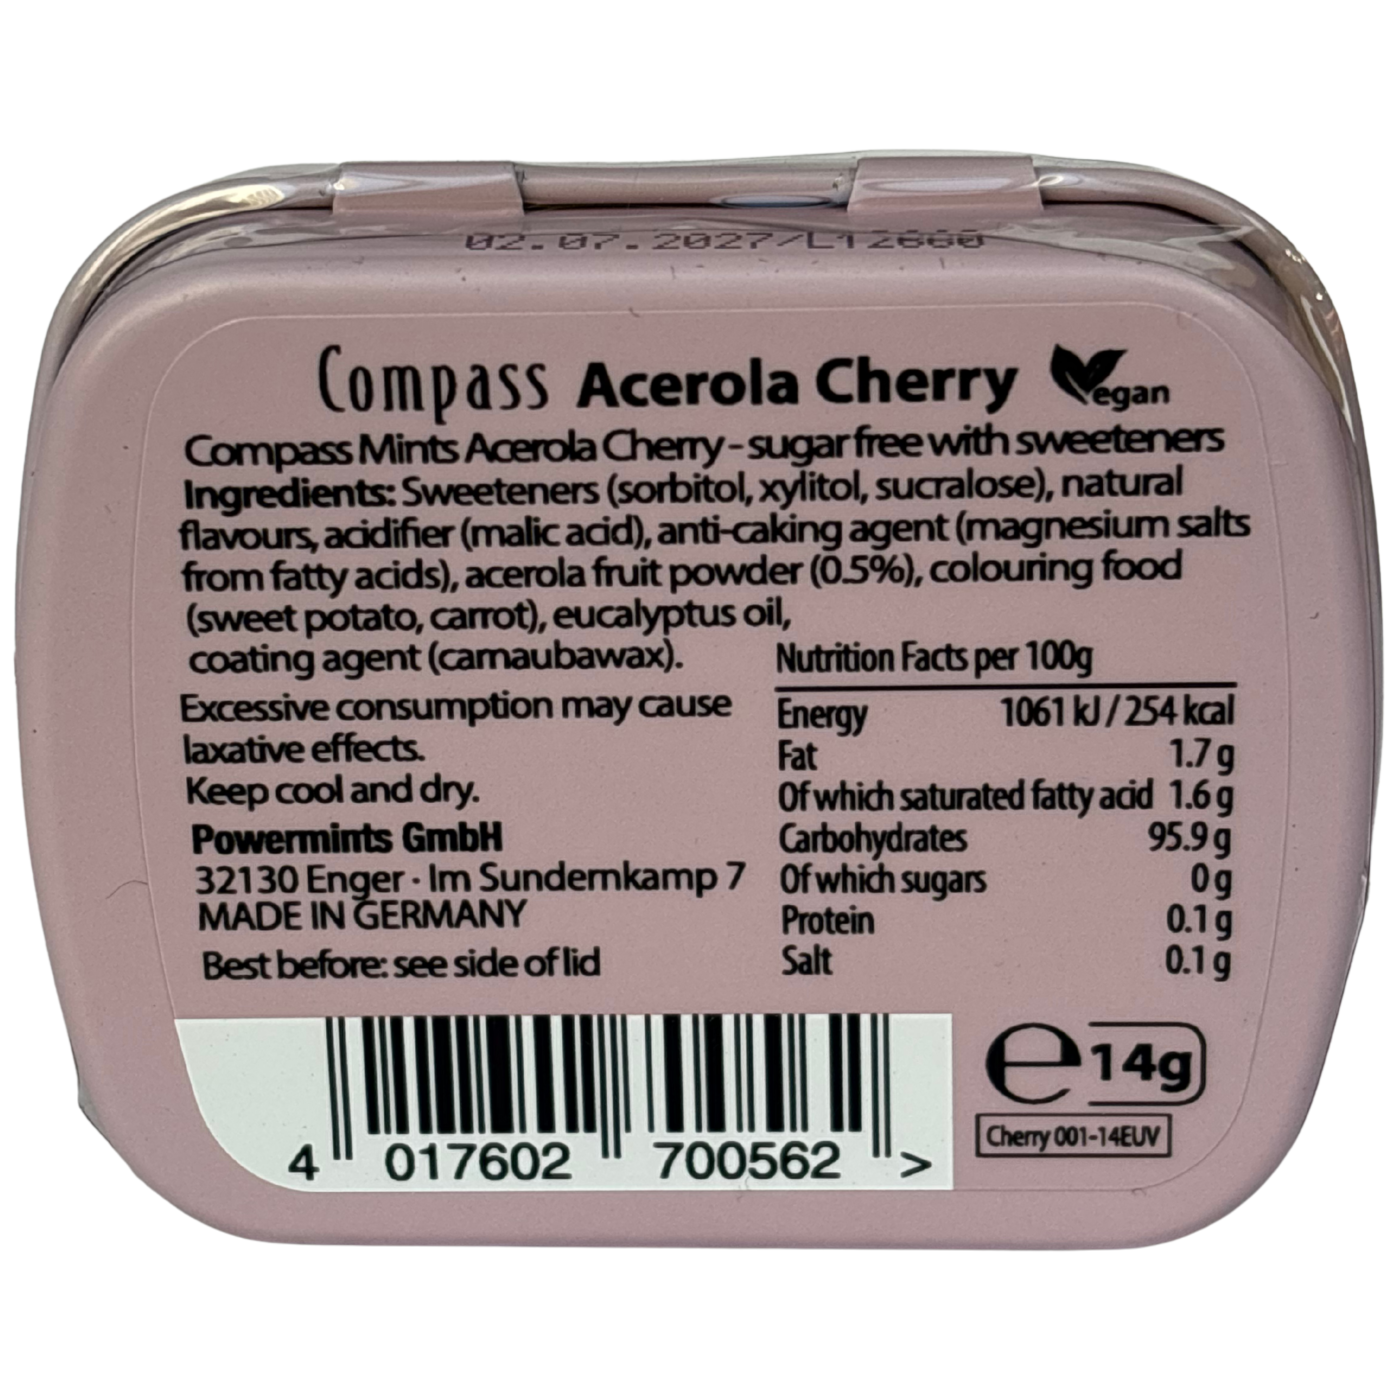 02.07.2027/L12660
Compass Acerola Cherry Vegan
Compass Mints Acerola Cherry - sugar free with sweeteners
Ingredients: Sweeteners (sorbitol, xylitol, sucralose), natural
flavours, acidifier (malic acid), anti-caking agent (magnesium salts
from fatty acids), acerola fruit powder (0.5%), colouring food
(sweet potato, carrot), eucalyptus oil,
coating agent (carnaubawax).
Excessive consumption may cause
laxative effects.
Keep cool and dry.
Powermints GmbH
32130 Enger · Im Sundernkamp 7
MADE IN GERMANY
Best before: see side of lid
Nutrition Facts per 100g
Energy 1061 kJ / 254 kcal
Fat 1.7 g
Of which saturated fatty acid 1.6 g
Carbohydrates 95.9 g
Of which sugars 0 g
Protein 0.1 g
Salt 0.1 g
4 017602 700562 >
e 14g
Cherry 001-14EUV